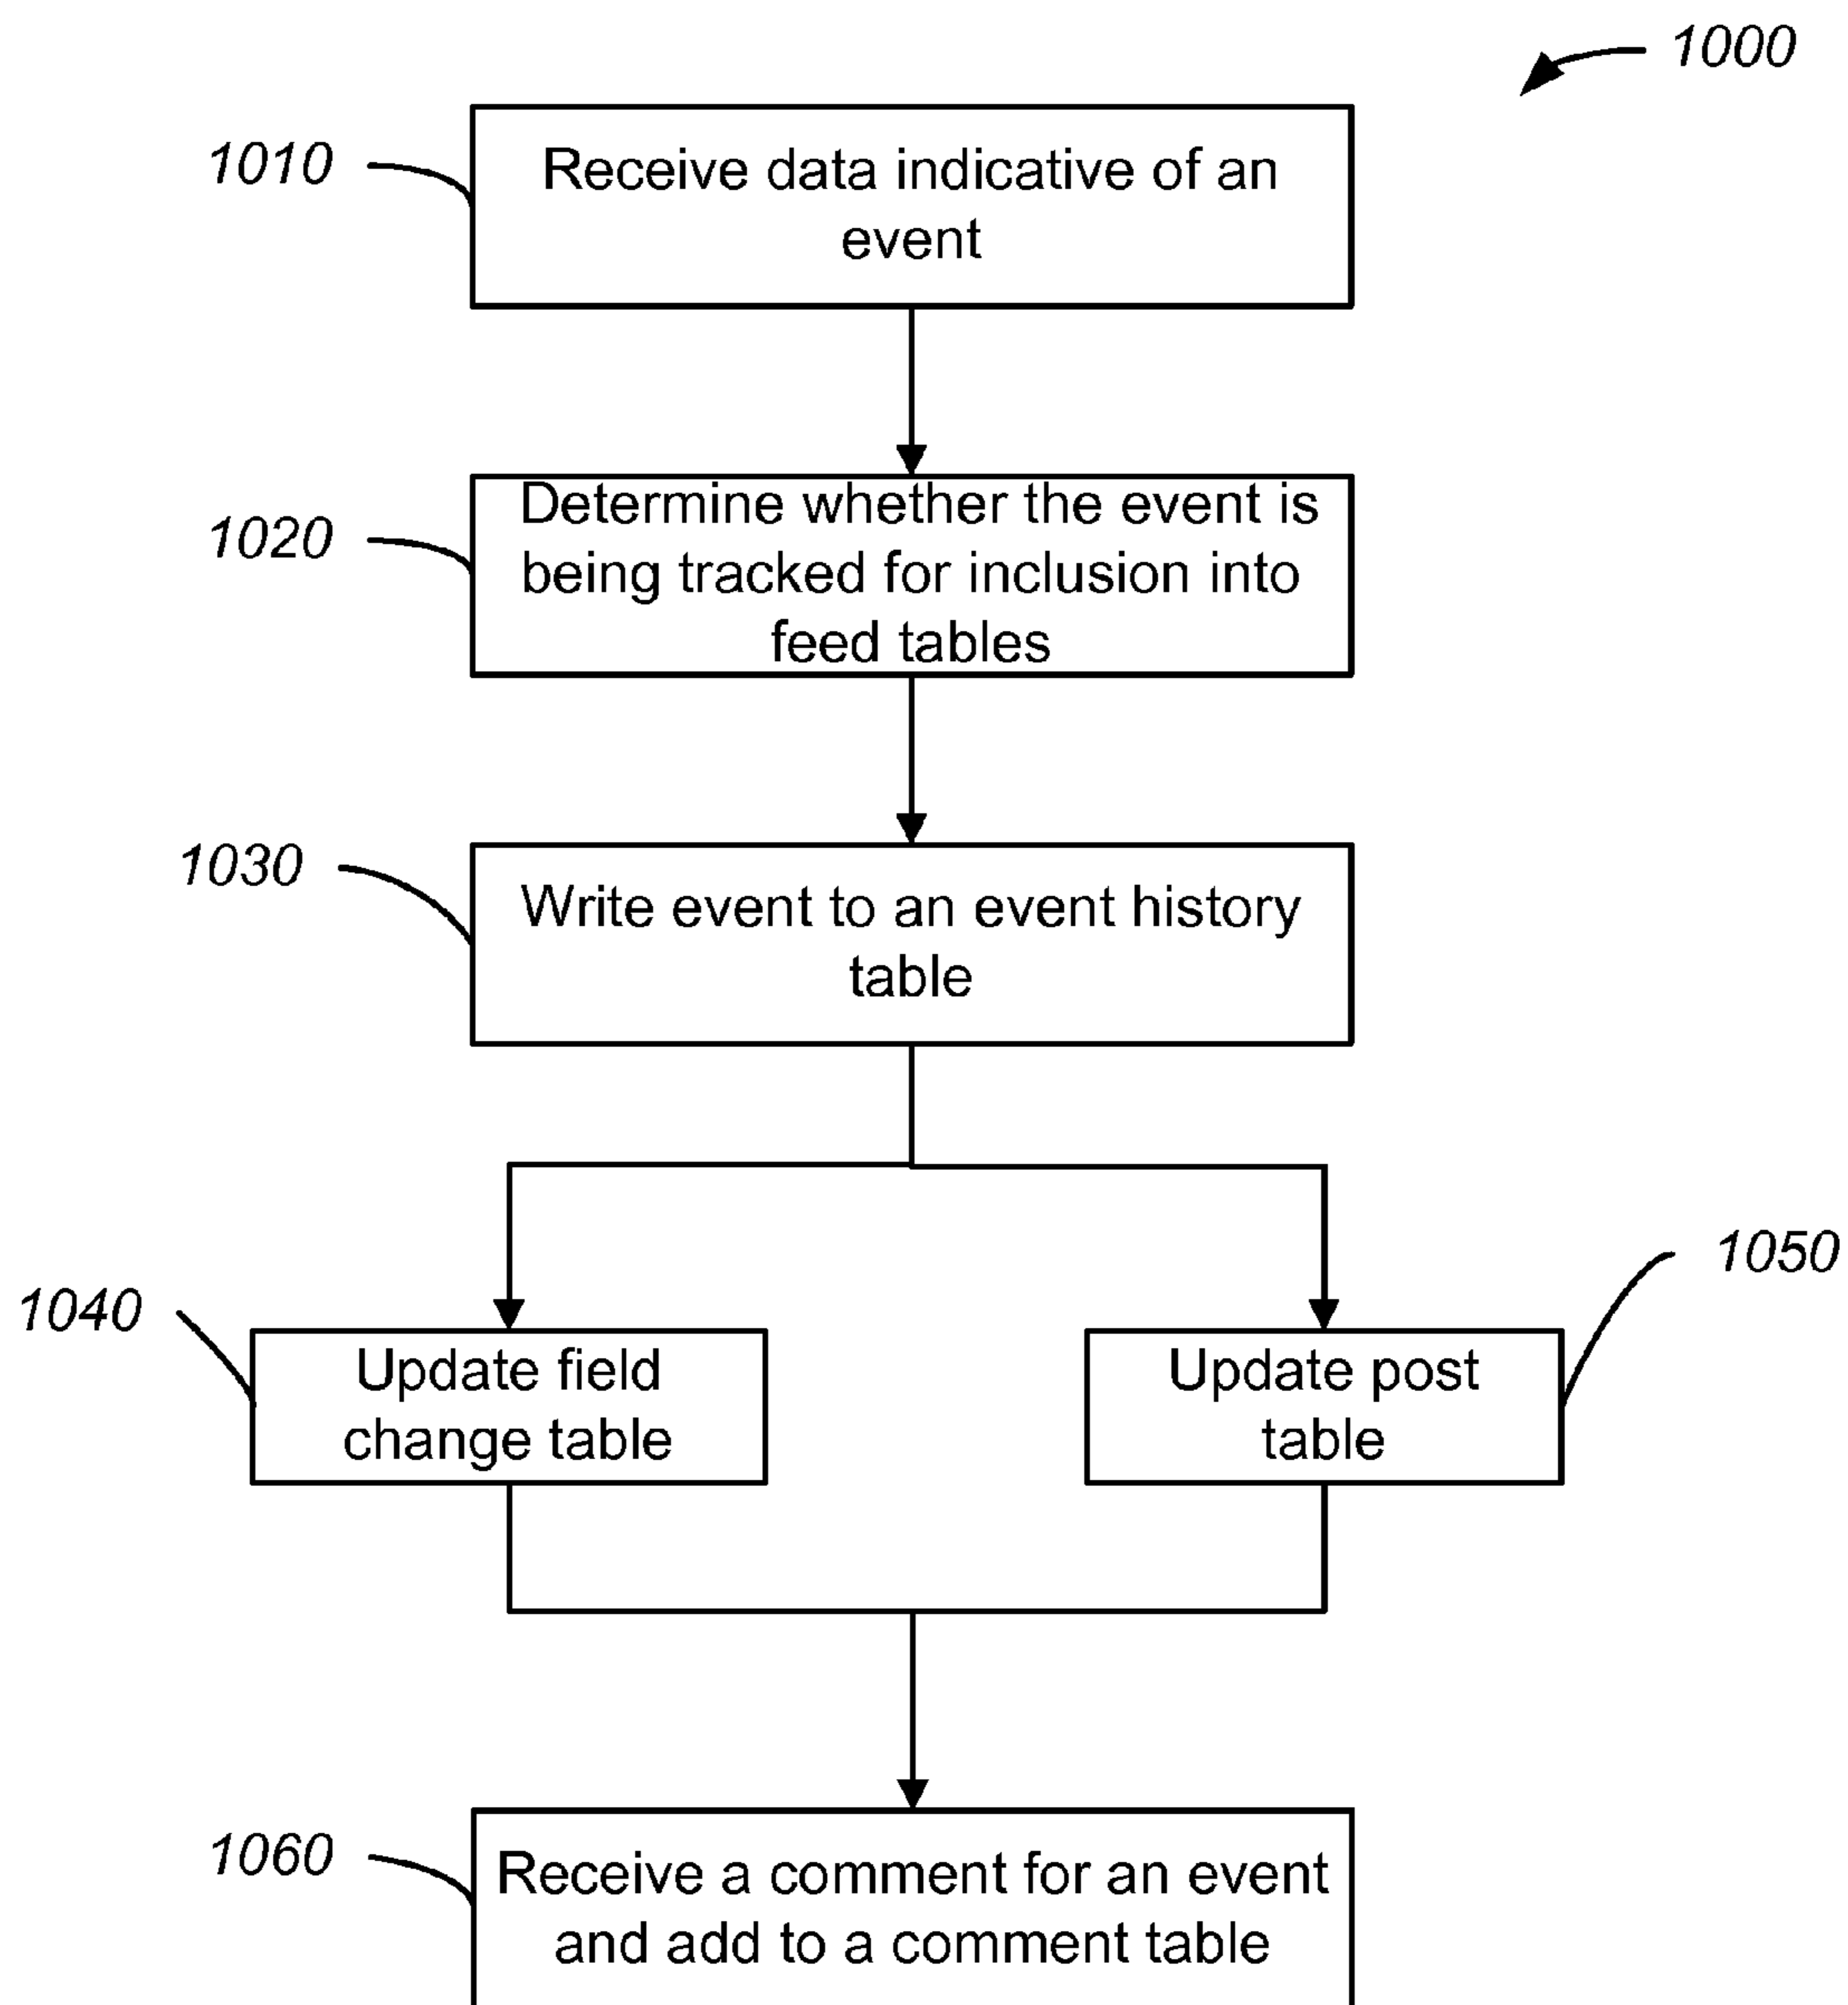 1000
1010
Receive data indicative of an
event
1020
Determine whether the event is
being tracked for inclusion into
feed tables
1030
Write event to an event history
table
1040
Update field
change table
1050
Update post
table
1060
Receive a comment for an event
and add to a comment table